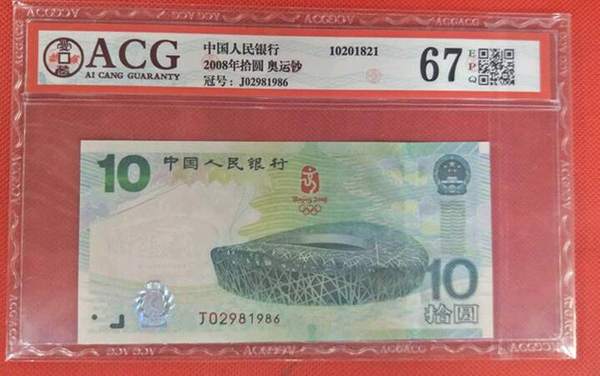 ACG
AI CANG GUARANTY
中国人民银行 10201821
2008年拾圆 奥运钞
冠号: J02981986
67 EPQ
10 中国人民银行
Beijing 2008
J02981986
10
拾圆